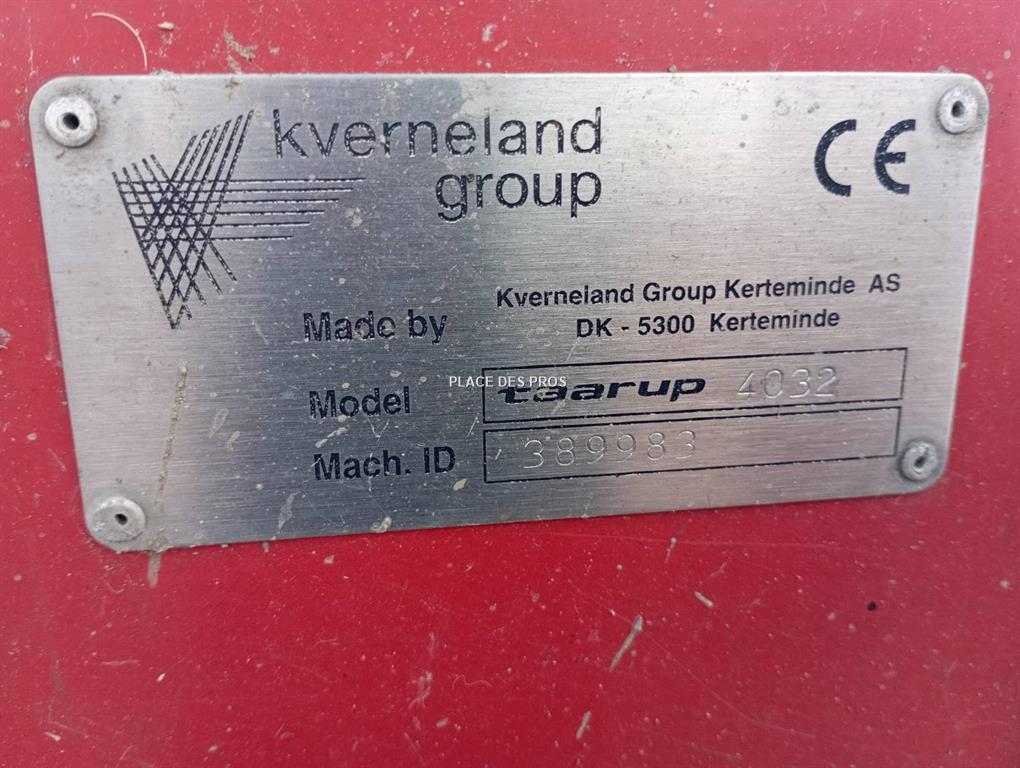 kverneland
group
CE
Made by
Kverneland Group Kerteminde AS
DK - 5300 Kerteminde
Model taarup 4032
Mach. ID 389983
PLACE DES PROS